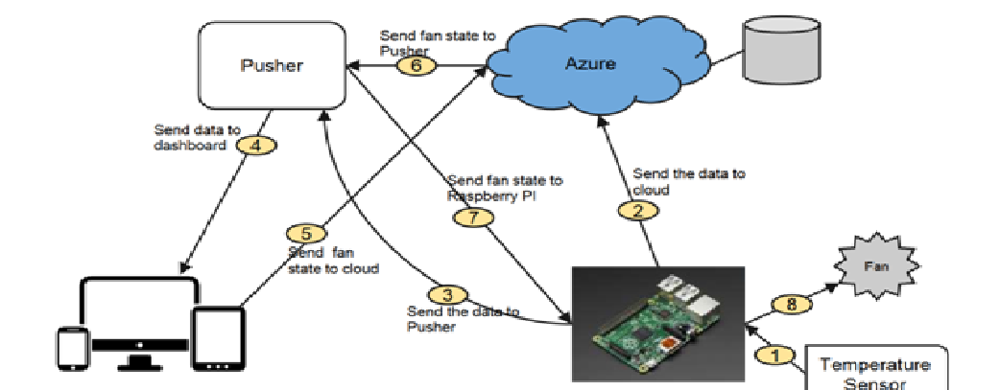 Send fan state to
Pusher
6
Pusher
Azure
Send data to
dashboard
4
Send fan state to
Raspberry PI
7
Send the data to
cloud
2
5
Send fan
state to cloud
Fan
3
Send the data to
Pusher
8
1
Temperature
Sensor